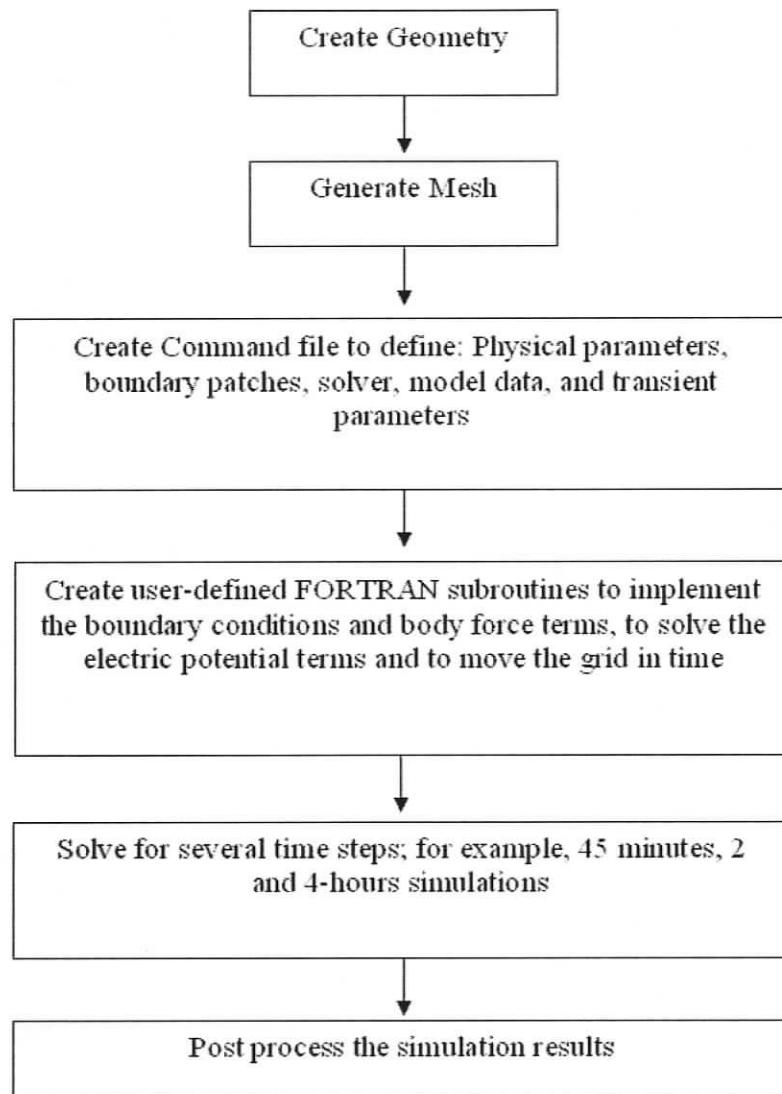 Create Geometry
Generate Mesh
Create Command file to define: Physical parameters,
boundary patches, solver, model data, and transient
parameters
Create user-defined FORTRAN subroutines to implement
the boundary conditions and body force terms, to solve the
electric potential terms and to move the grid in time
Solve for several time steps; for example, 45 minutes, 2
and 4-hours simulations
Post process the simulation results